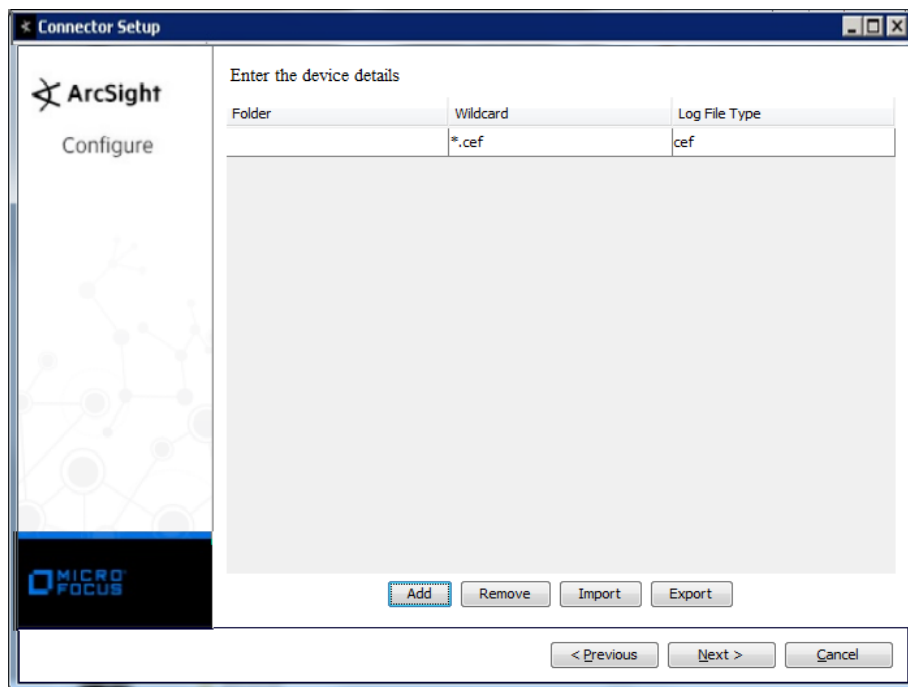 Connector Setup
ArcSight
Configure
Enter the device details
Folder Wildcard Log File Type
*.cef cef
MICRO FOCUS
Add Remove Import Export
< Previous Next > Cancel